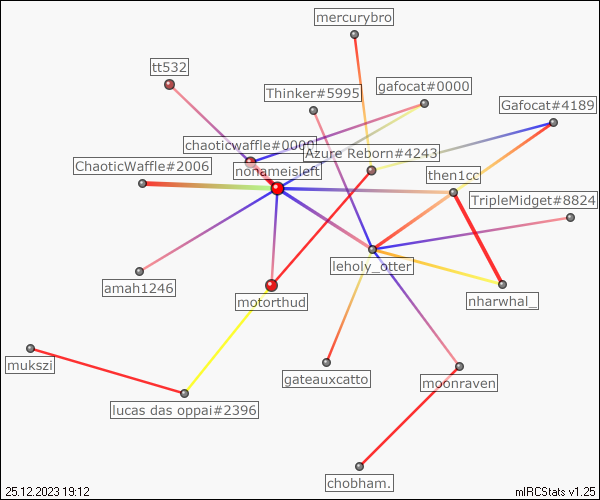 mercurybro
tt532
Thinker#5995
gafocat#0000
Gafocat#4189
chaoticwaffle#0000
Azure Reborn#4243
ChaoticWaffle#2006
nonameisleft
then1cc
TripleMidget#8824
leholy_otter
amah1246
motorthud
nharwhal_
mukszi
gateauxcatto
moonraven
lucas das oppai#2396
chobham.
25.12.2023 19:12
mIRCStats v1.25